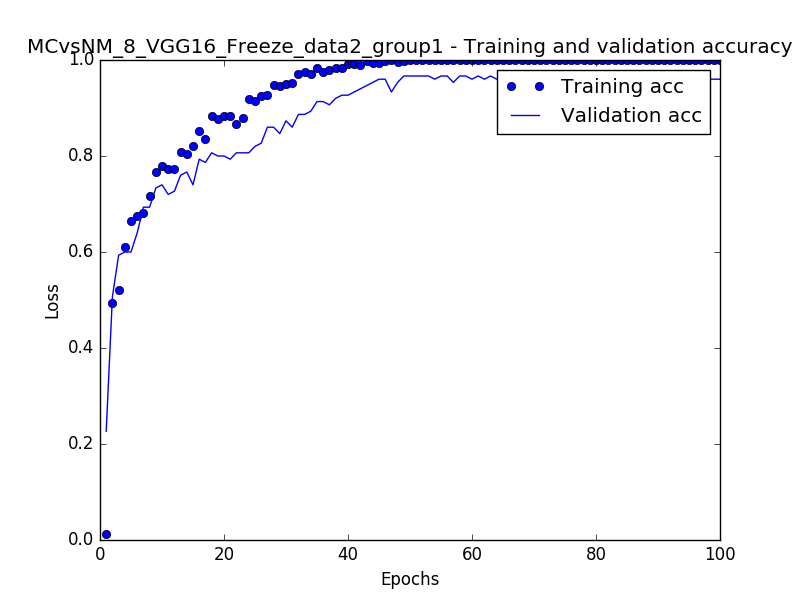 MCvsNM_8_VGG16_Freeze_data2_group1 - Training and validation accuracy
1.0
Training acc
Validation acc
0.8
0.6
Loss
0.4
0.2
0.0
0 20 40 60 80 100
Epochs